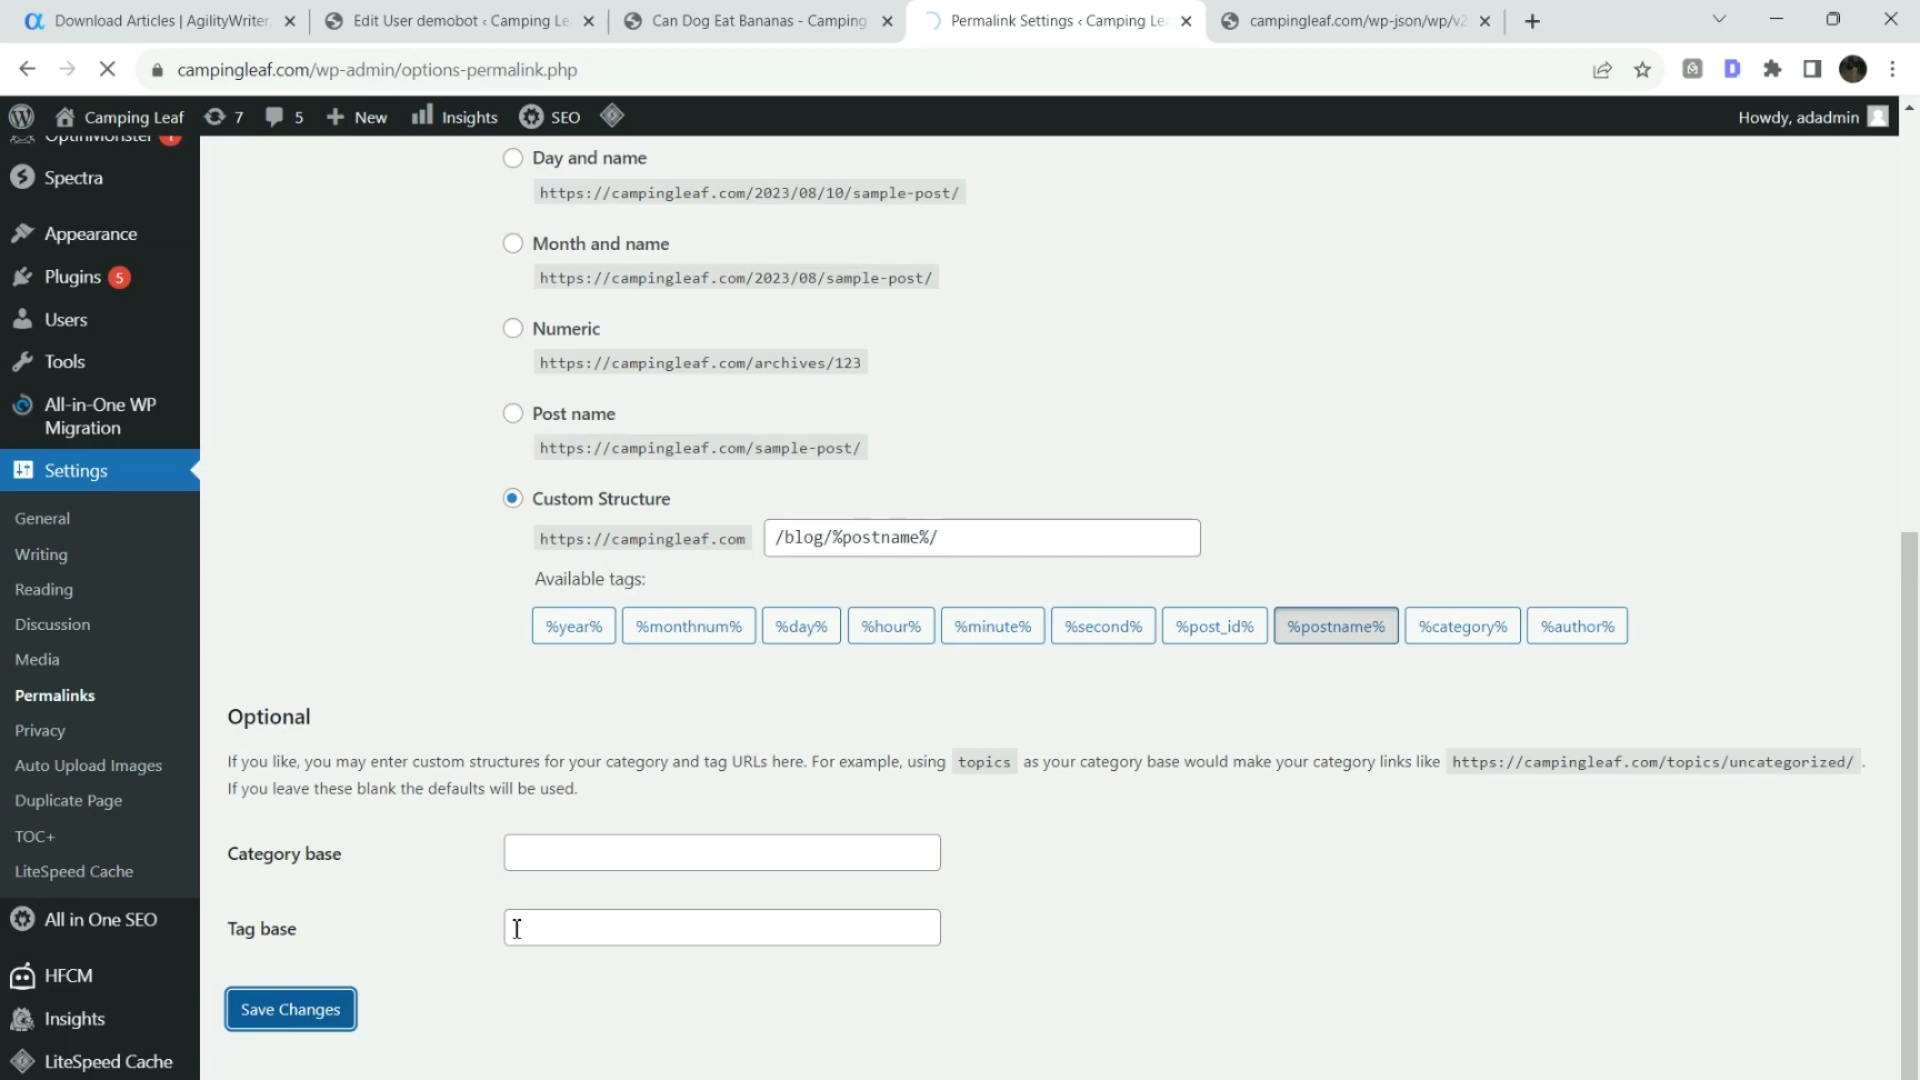 Download Articles | AgilityWriter
Edit User demobot ‹ Camping Le
Can Dog Eat Bananas - Camping
Permalink Settings ‹ Camping Le
campingleaf.com/wp-json/wp/v2
campingleaf.com/wp-admin/options-permalink.php
Camping Leaf
7
5
New
Insights
SEO
Howdy, adadmin
OptinMonster
Spectra
Appearance
Plugins 5
Users
Tools
All-in-One WP
Migration
Settings
General
Writing
Reading
Discussion
Media
Permalinks
Privacy
Auto Upload Images
Duplicate Page
TOC+
LiteSpeed Cache
All in One SEO
HFCM
Insights
LiteSpeed Cache
Day and name
https://campingleaf.com/2023/08/10/sample-post/
Month and name
https://campingleaf.com/2023/08/sample-post/
Numeric
https://campingleaf.com/archives/123
Post name
https://campingleaf.com/sample-post/
Custom Structure
https://campingleaf.com /blog/%postname%/
Available tags:
%year% %monthnum% %day% %hour% %minute% %second% %post_id% %postname% %category% %author%
Optional
If you like, you may enter custom structures for your category and tag URLs here. For example, using topics as your category base would make your category links like https://campingleaf.com/topics/uncategorized/ .
If you leave these blank the defaults will be used.
Category base
Tag base
Save Changes